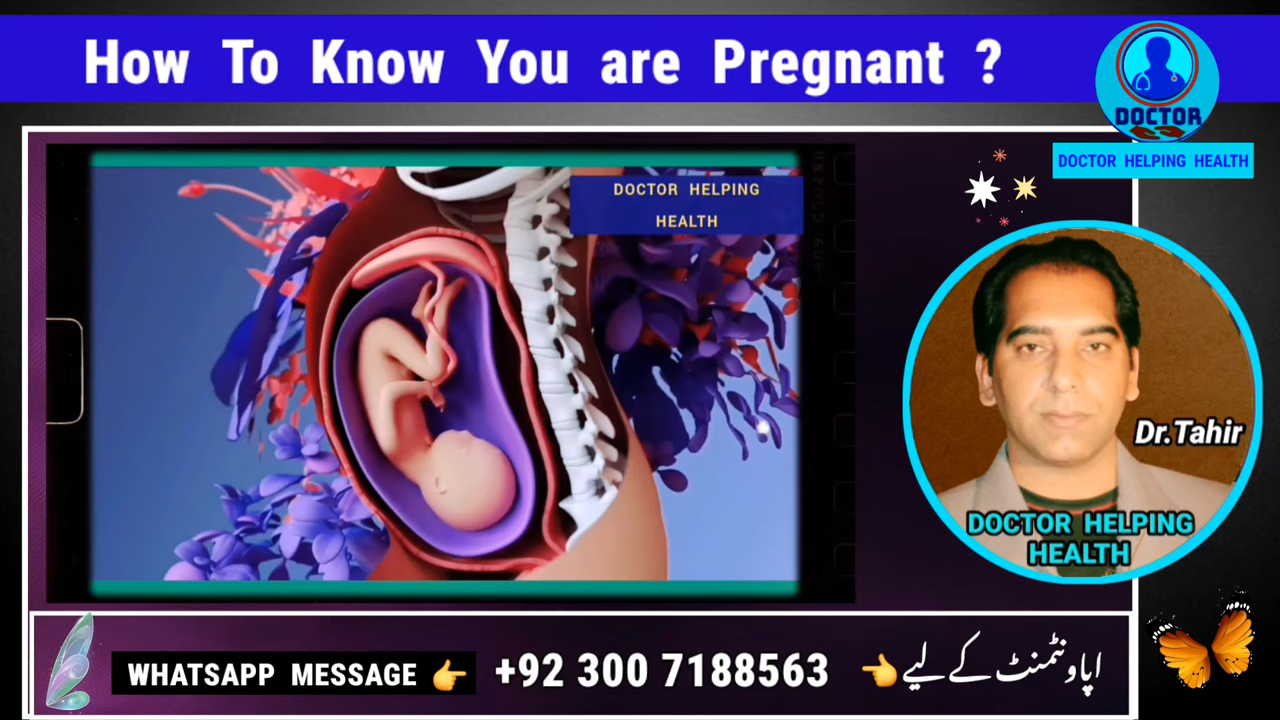 How To Know You are Pregnant ?
DOCTOR
DOCTOR HELPING HEALTH
DOCTOR HELPING
HEALTH
Dr.Tahir
DOCTOR HELPING
HEALTH
WHATSAPP MESSAGE 👉 +92 300 7188563 👈 اپاونٹمنٹ کے لیے